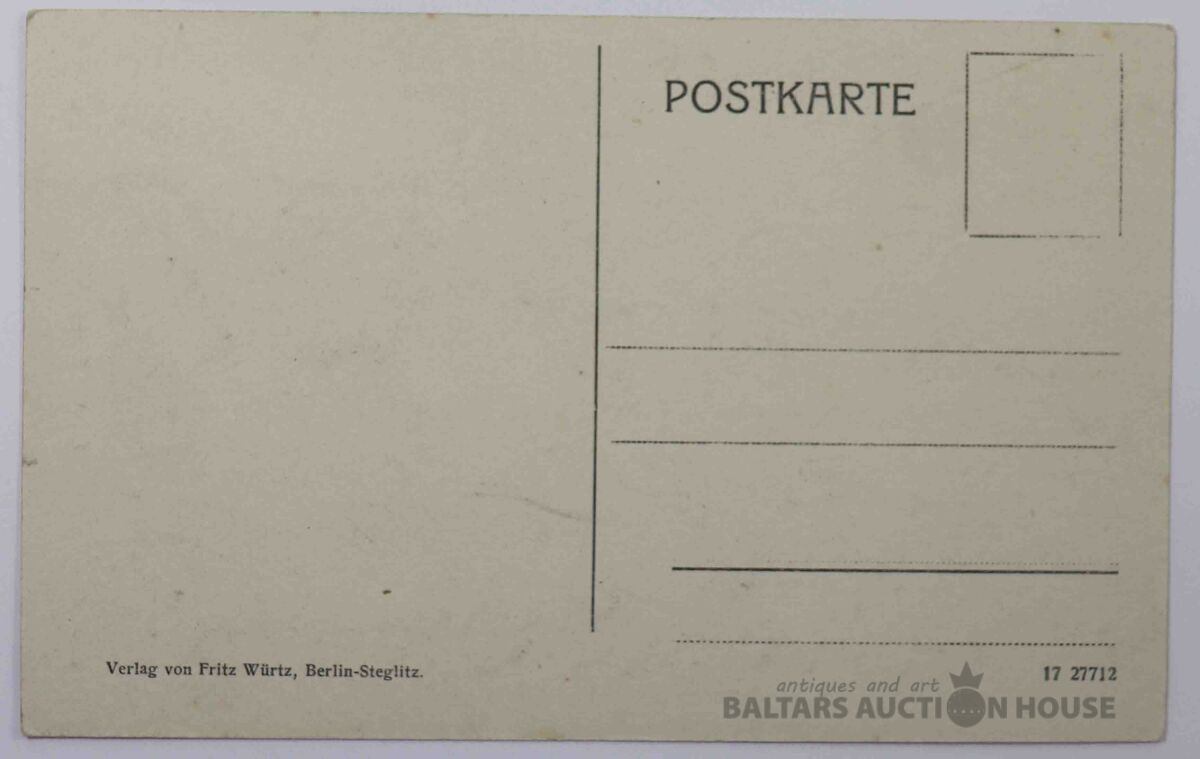 POSTKARTE
Verlag von Fritz Würtz, Berlin-Steglitz.
17 27712
antiques and art
BALTARS AUCTION HOUSE